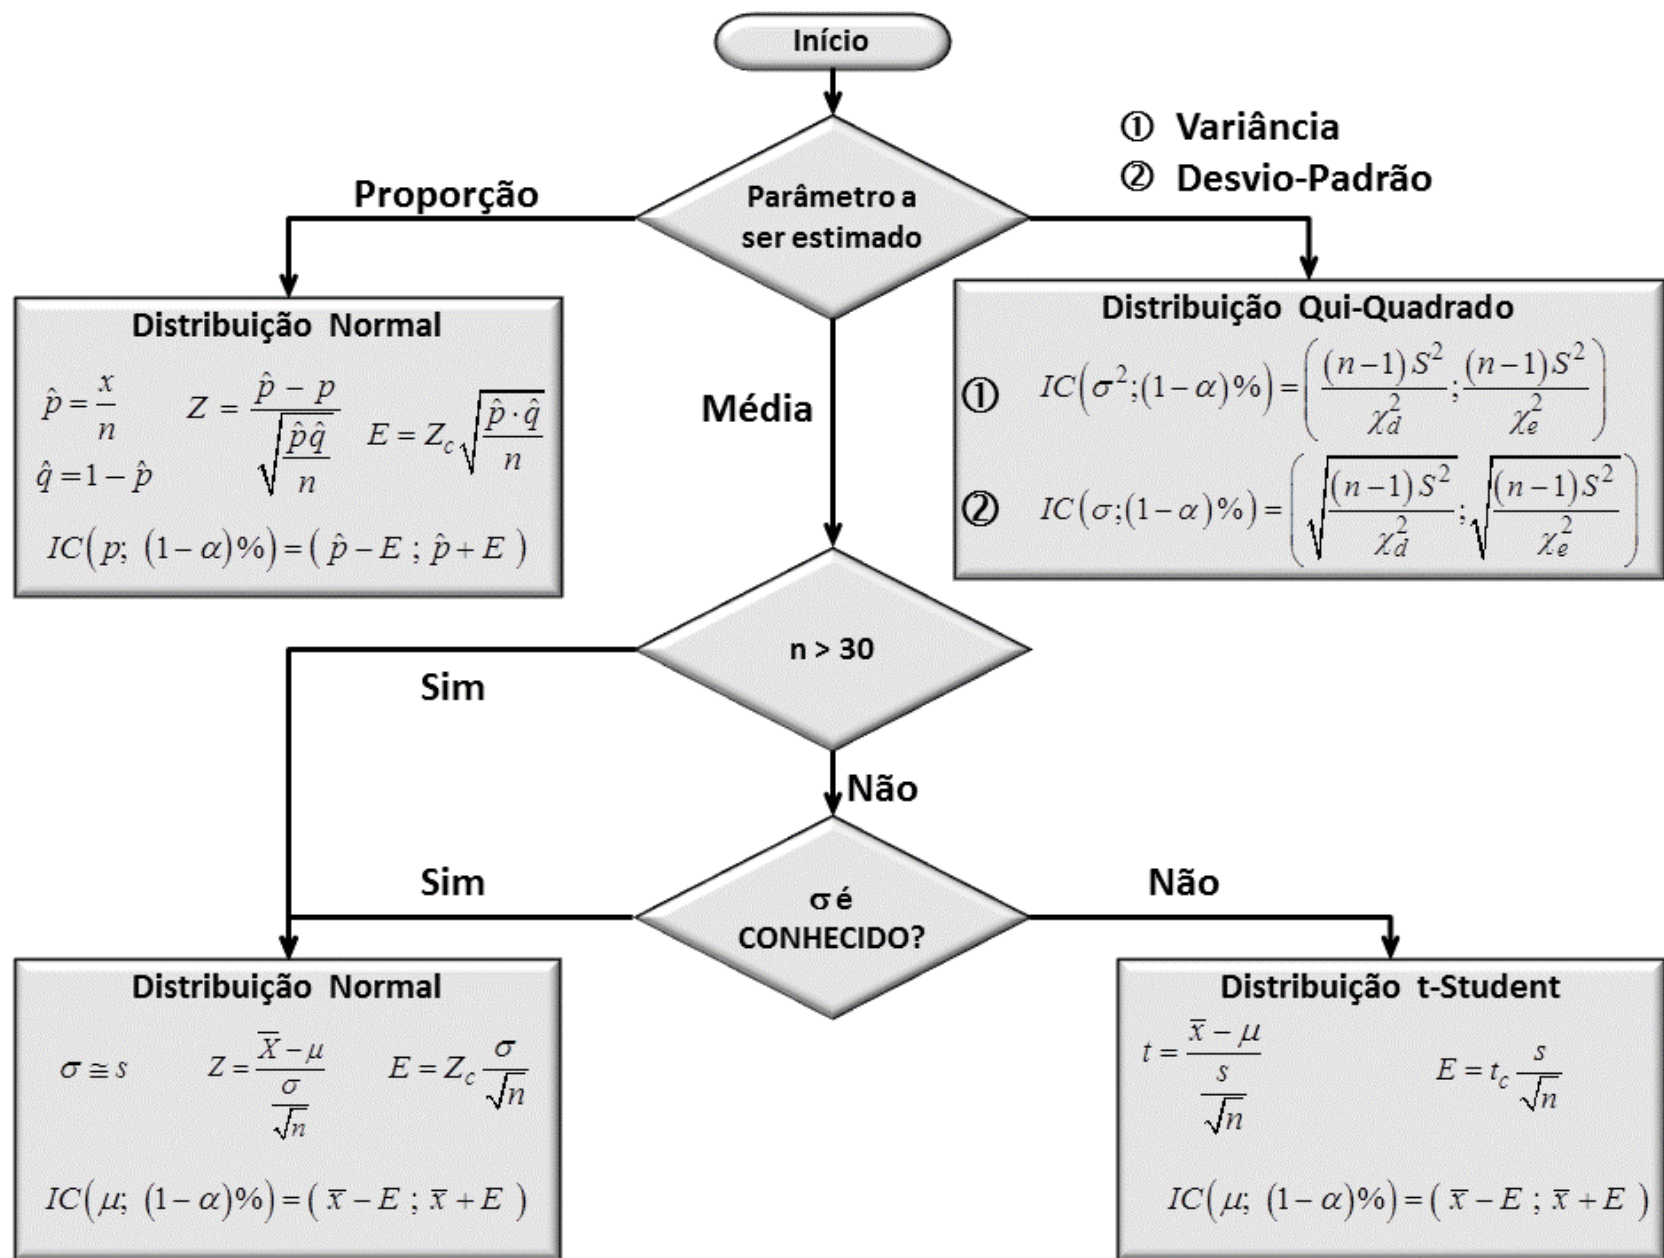 Início
Parâmetro a
ser estimado
① Variância
② Desvio-Padrão
Proporção
Média
Distribuição Normal
p̂ = x/n
Z = (p̂ − p)/√(p̂q̂/n)
E = Z_c √(p̂·q̂/n)
q̂ = 1 − p̂
IC(p; (1−α)%) = ( p̂ − E ; p̂ + E )
Distribuição Qui-Quadrado
① IC(σ²;(1−α)%) = ((n−1)S²/χ²_d ; (n−1)S²/χ²_e)
② IC(σ;(1−α)%) = (√((n−1)S²/χ²_d) ; √((n−1)S²/χ²_e))
n > 30
Sim
Não
σ é
CONHECIDO?
Sim
Não
Distribuição Normal
σ ≅ s
Z = (X̄ − μ)/(σ/√n)
E = Z_c σ/√n
IC(μ; (1−α)%) = ( x̄ − E ; x̄ + E )
Distribuição t-Student
t = (x̄ − μ)/(s/√n)
E = t_c s/√n
IC(μ; (1−α)%) = ( x̄ − E ; x̄ + E )